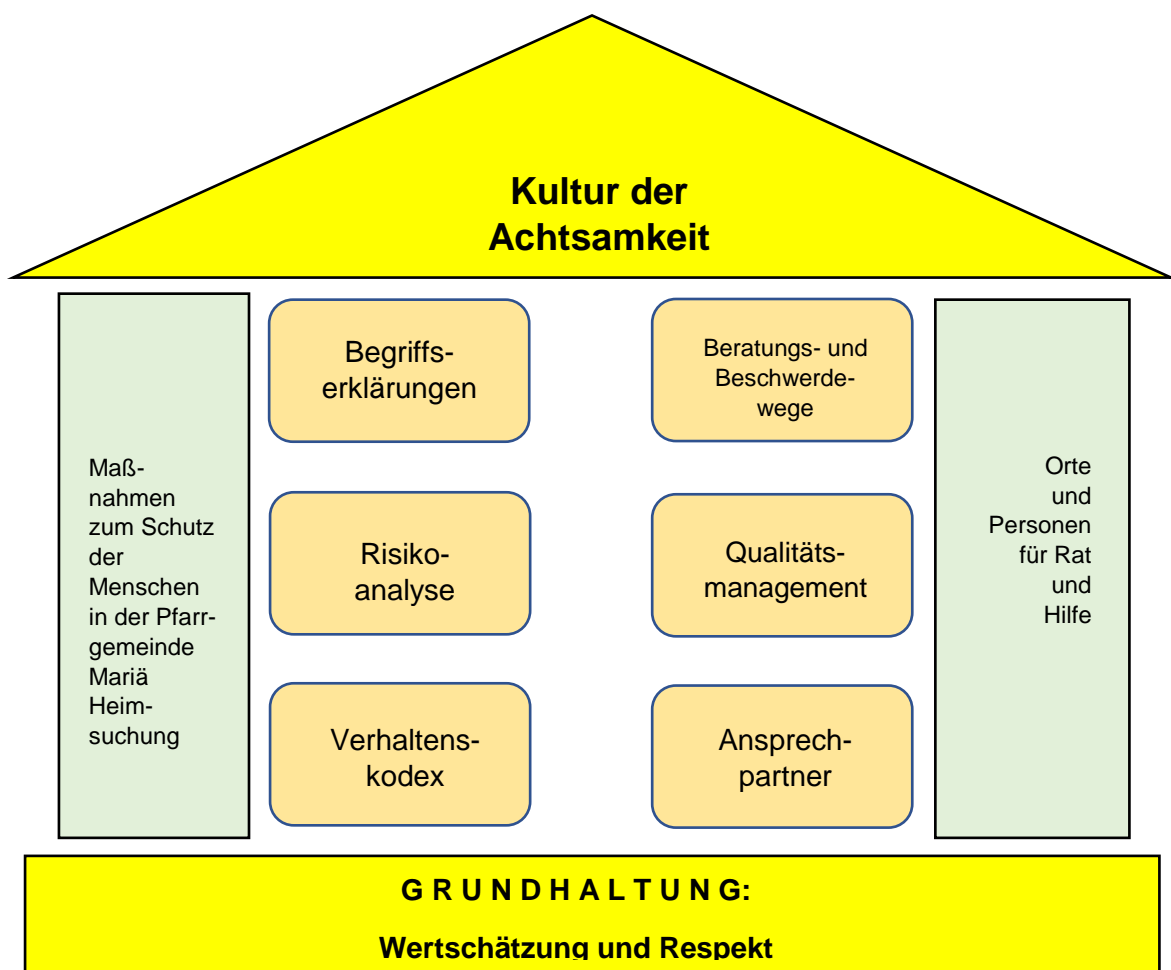 Kultur der
Achtsamkeit
Maß-
nahmen
zum Schutz
der
Menschen
in der Pfarr-
gemeinde
Mariä
Heim-
suchung
Begriffs-
erklärungen
Risiko-
analyse
Verhaltens-
kodex
Beratungs- und
Beschwerde-
wege
Qualitäts-
management
Ansprech-
partner
Orte
und
Personen
für Rat
und
Hilfe
G R U N D H A L T U N G:
Wertschätzung und Respekt